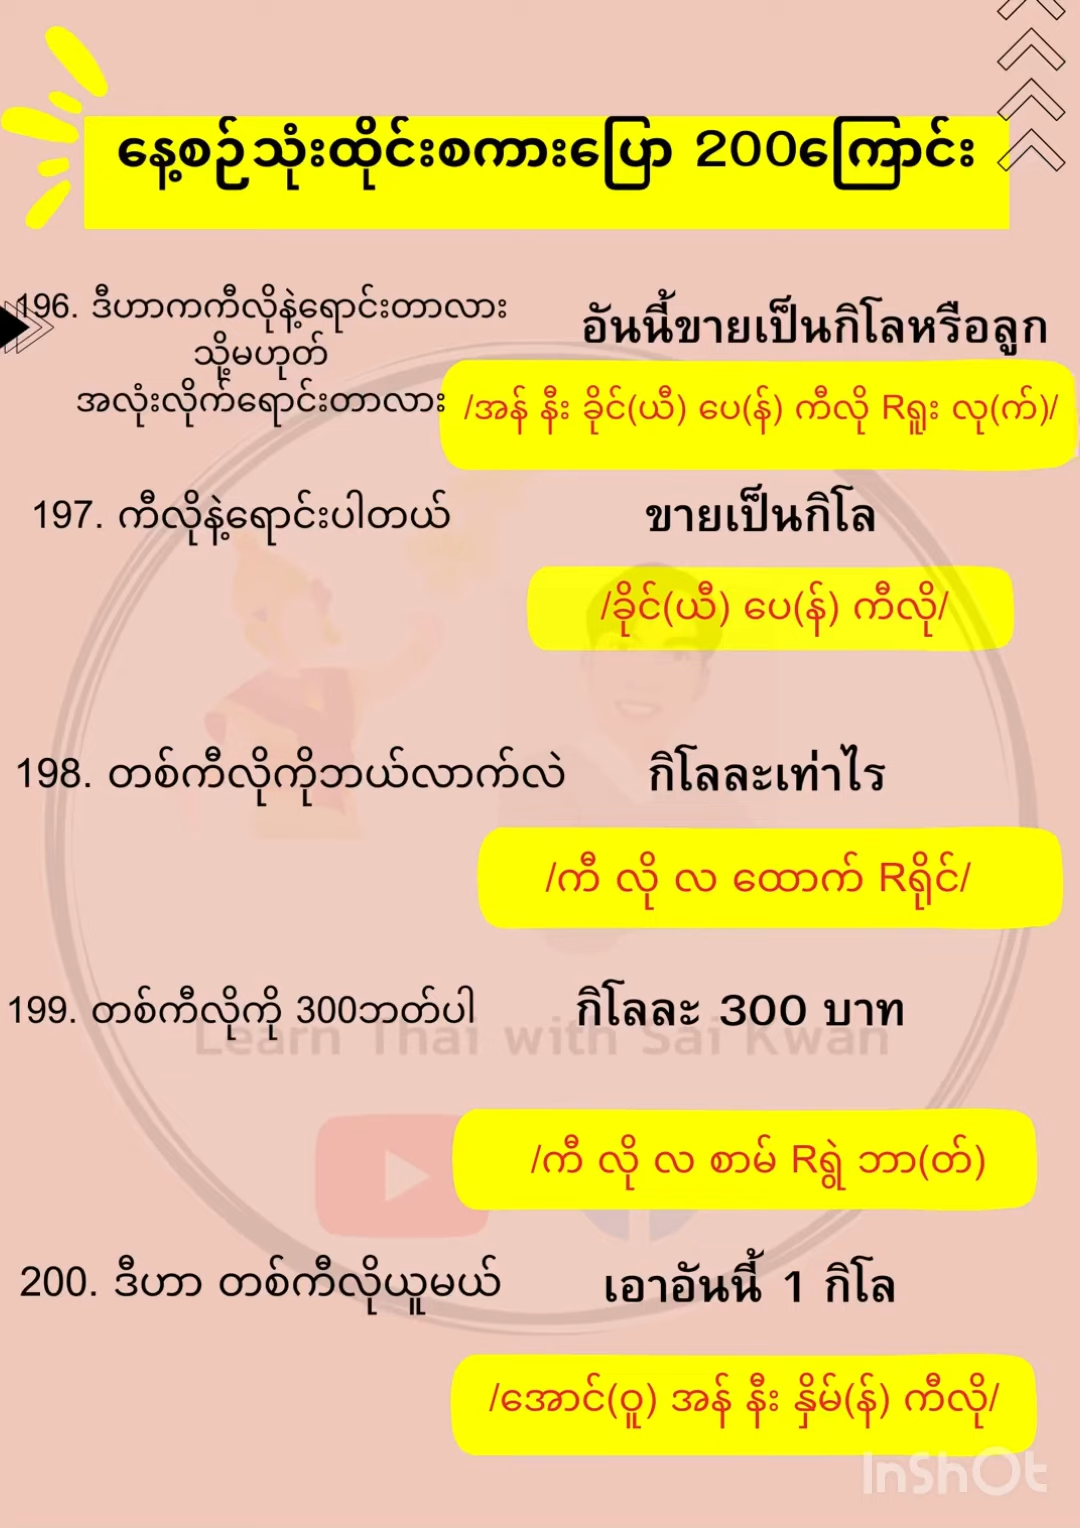 နေ့စဉ်သုံးထိုင်းစကားပြော 200ကြောင်း
196. ဒီဟာကကီလိုနဲ့ရောင်းတာလား
သို့မဟုတ်
အလုံးလိုက်ရောင်းတာလား
อันนี้ขายเป็นกิโลหรือลูก
/အန် နီး ခိုင်(ယီ) ပေ(န်) ကီလို Rရူး လု(က်)/
197. ကီလိုနဲ့ရောင်းပါတယ်
ขายเป็นกิโล
/ခိုင်(ယီ) ပေ(န်) ကီလို/
198. တစ်ကီလိုကိုဘယ်လာက်လဲ
กิโลละเท่าไร
/ကီ လို လ ထောက် Rရိုင်/
199. တစ်ကီလိုကို 300ဘတ်ပါ
กิโลละ 300 บาท
Learn Thai with Sai Kwan
/ကီ လို လ စာမ် Rရွဲ ဘာ(တ်)
200. ဒီဟာ တစ်ကီလိုယူမယ်
เอาอันนี้ 1 กิโล
/အောင်(ဝူ) အန် နီး နှိမ်(န်) ကီလို/
InShOt